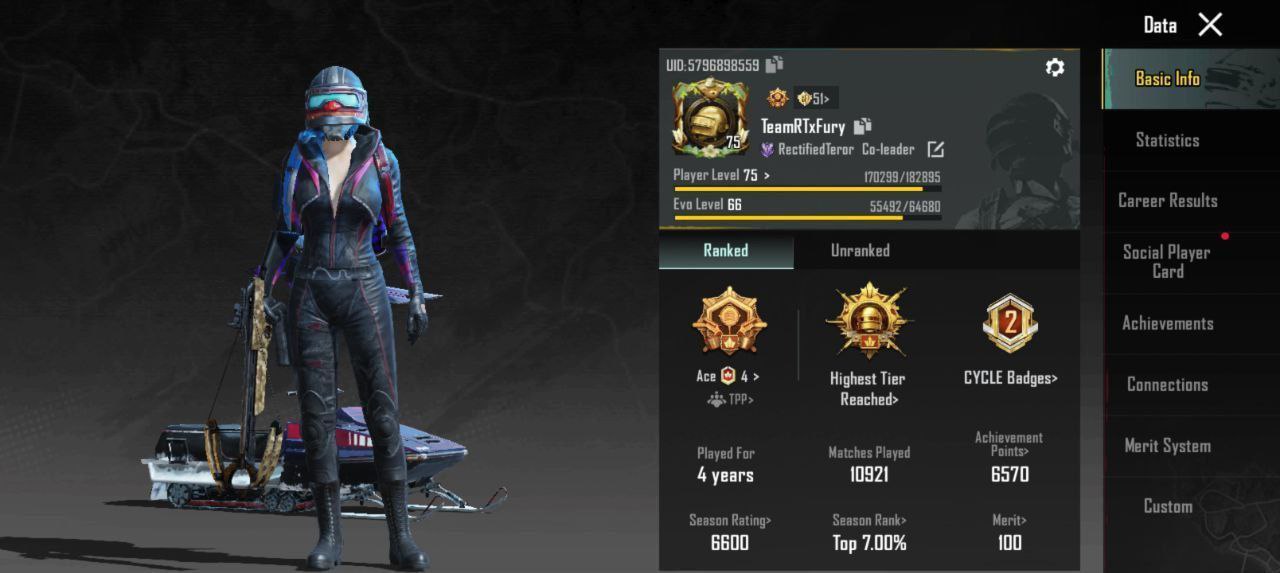 Data
UID:5796898559
51>
75
TeamRTxFury
RectifiedTeror Co-leader
Player Level 75 > 170299/182895
Evo Level 66 55492/64680
Ranked Unranked
Ace 4 >
TPP>
Highest Tier
Reached>
2
CYCLE Badges>
Played For
4 years
Matches Played
10921
Achievement
Points>
6570
Season Rating>
6600
Season Rank>
Top 7.00%
Merit>
100
Basic Info
Statistics
Career Results
Social Player
Card
Achievements
Connections
Merit System
Custom